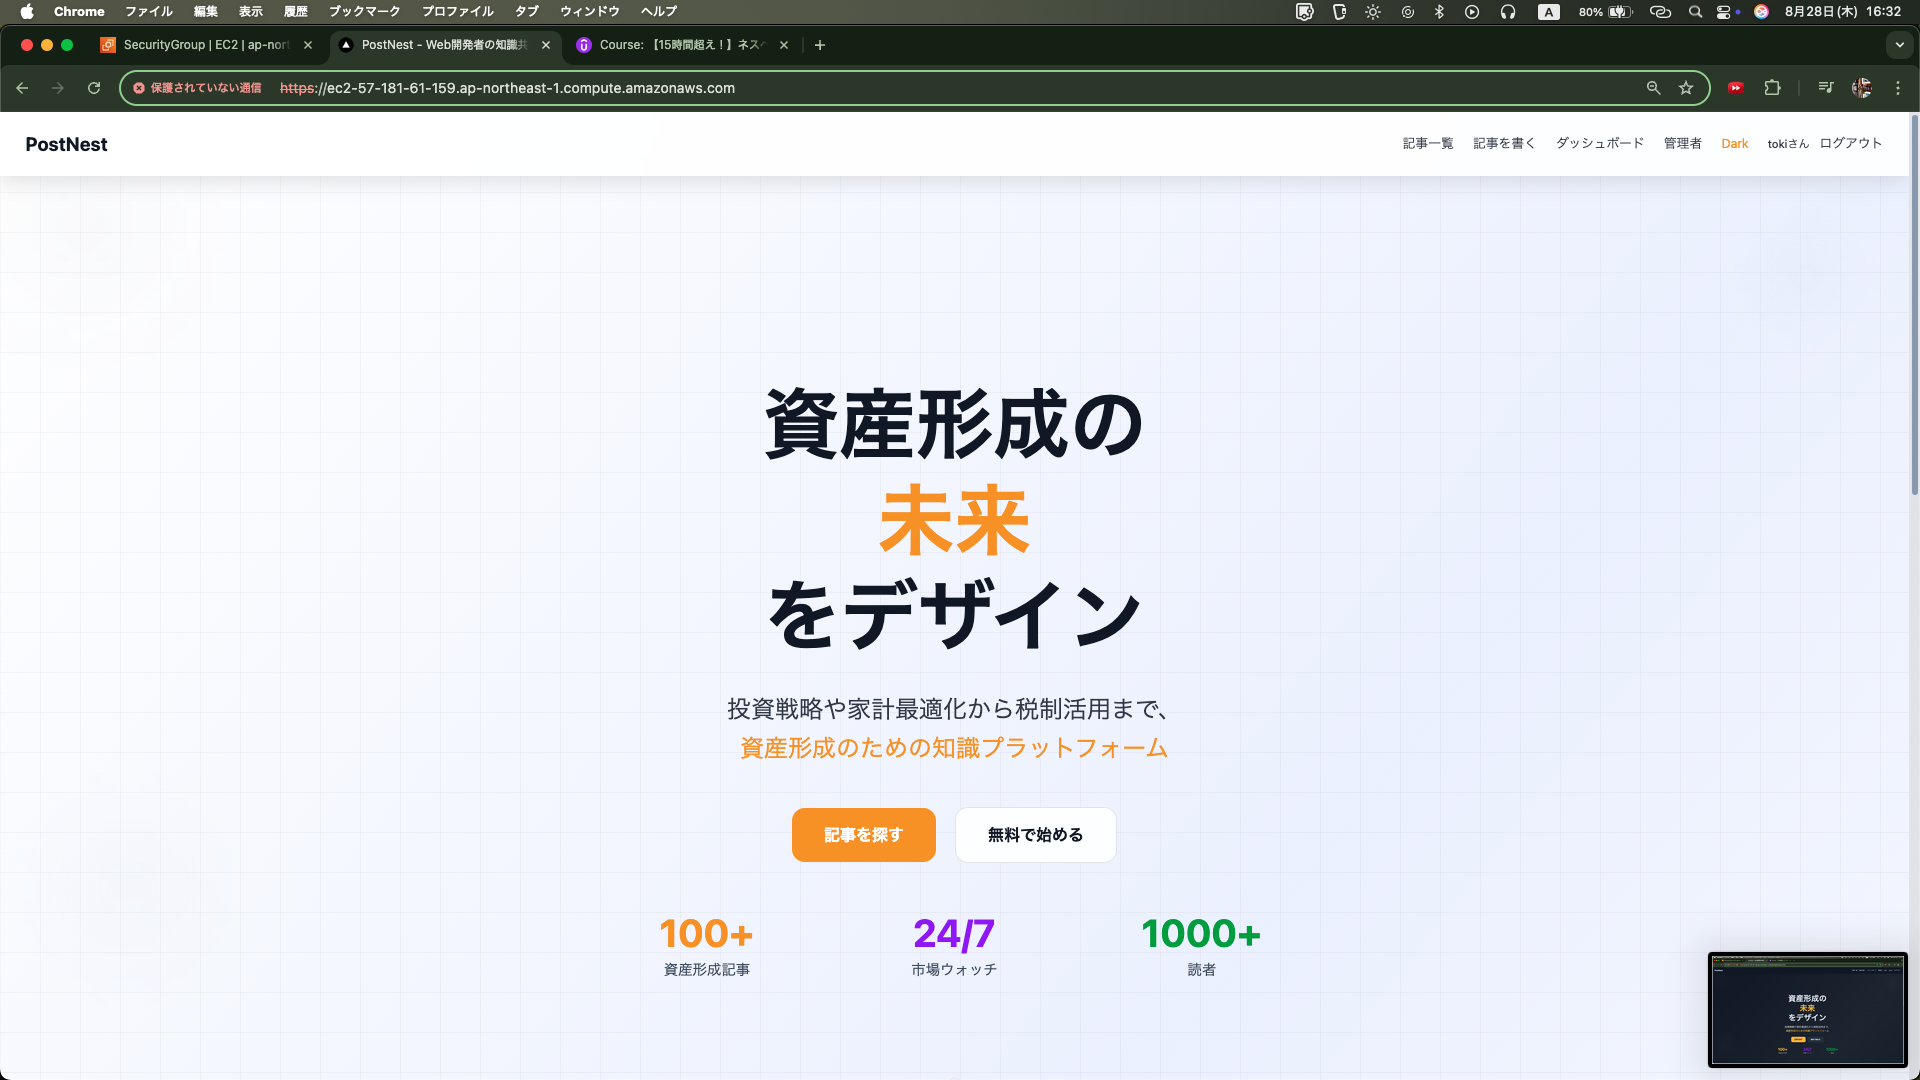 Chrome ファイル 編集 表示 履歴 ブックマーク プロファイル タブ ウィンドウ ヘルプ A 80% 8月28日(木) 16:32
SecurityGroup | EC2 | ap-nort PostNest - Web開発者の知識共 Course: 【15時間超え！】ネスペ
保護されていない通信 https://ec2-57-181-61-159.ap-northeast-1.compute.amazonaws.com
PostNest 記事一覧 記事を書く ダッシュボード 管理者 Dark tokiさん ログアウト
資産形成の
未来
をデザイン
投資戦略や家計最適化から税制活用まで、
資産形成のための知識プラットフォーム
記事を探す 無料で始める
100+ 24/7 1000+
資産形成記事 市場ウォッチ 読者
資産形成の
未来
をデザイン